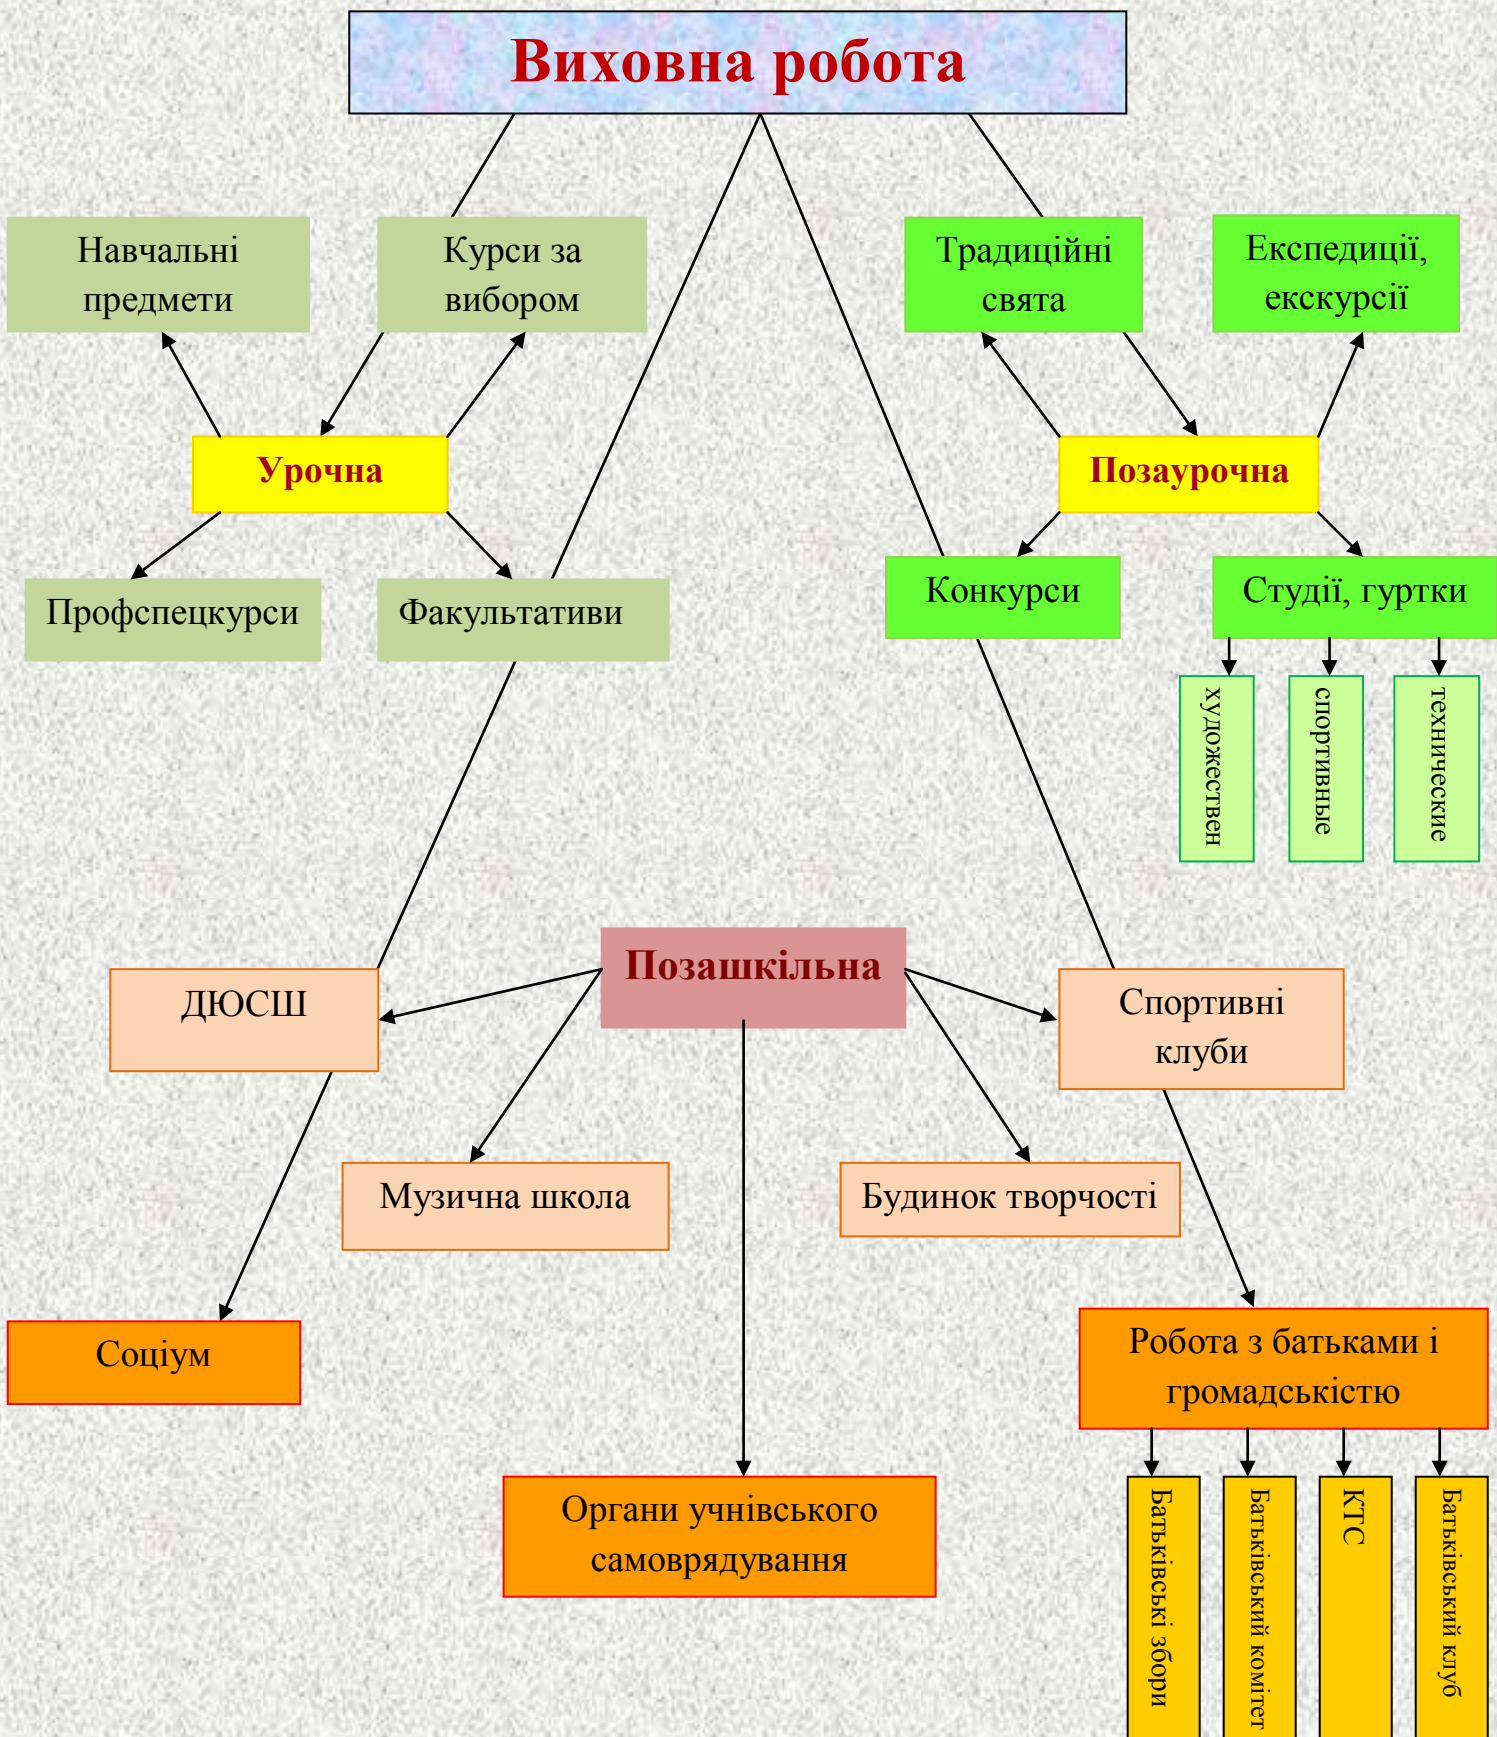 Виховна робота
Навчальні
предмети
Курси за
вибором
Традиційні
свята
Експедиції,
екскурсії
Урочна
Позаурочна
Профспецкурси
Факультативи
Конкурси
Студії, гуртки
художествен
спортивные
технические
Позашкільна
ДЮСШ
Спортивні
клуби
Музична школа
Будинок творчості
Соціум
Робота з батьками і
громадськістю
Органи учнівського
самоврядування
Батьківські збори
Батьківський комітет
КТС
Батьківський клуб